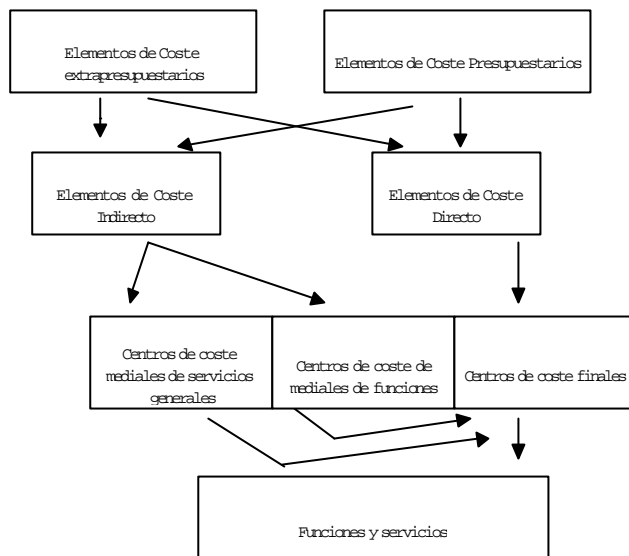 Elementos de Coste
extrapresupuestarios
Elementos de Coste Presupuestarios
Elementos de Coste
Indirecto
Elementos de Coste
Directo
Centros de coste
mediales de servicios
generales
Centros de coste de
mediales de funciones
Centros de coste finales
Funciones y servicios